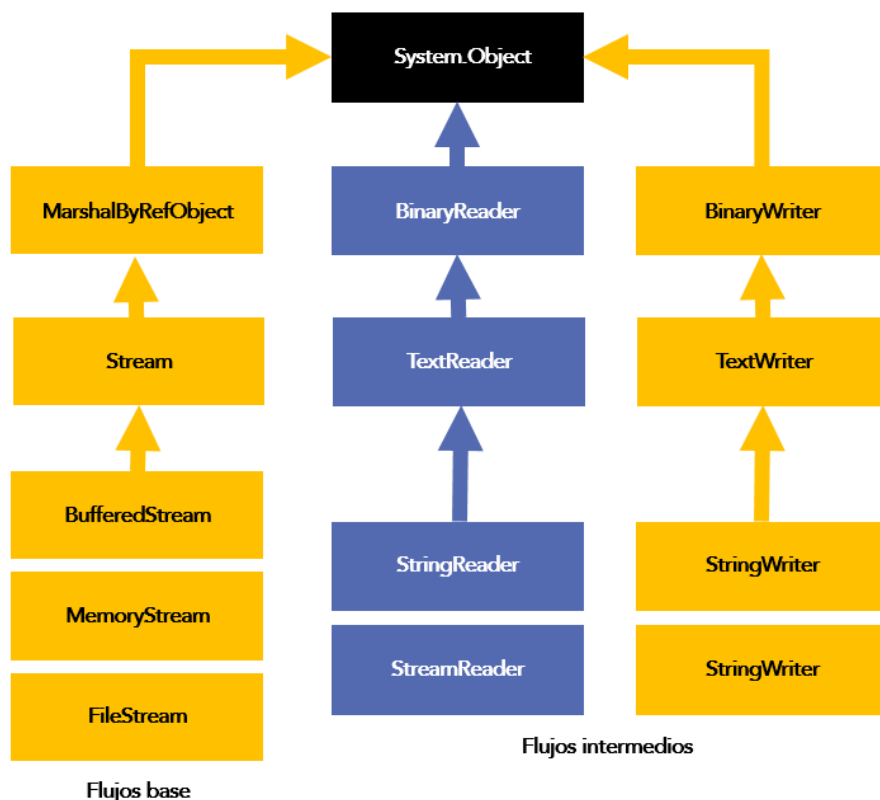 System.Object
MarshalByRefObject
BinaryReader
BinaryWriter
Stream
TextReader
TextWriter
BufferedStream
StringReader
StringWriter
MemoryStream
StreamReader
StringWriter
FileStream
Flujos intermedios
Flujos base